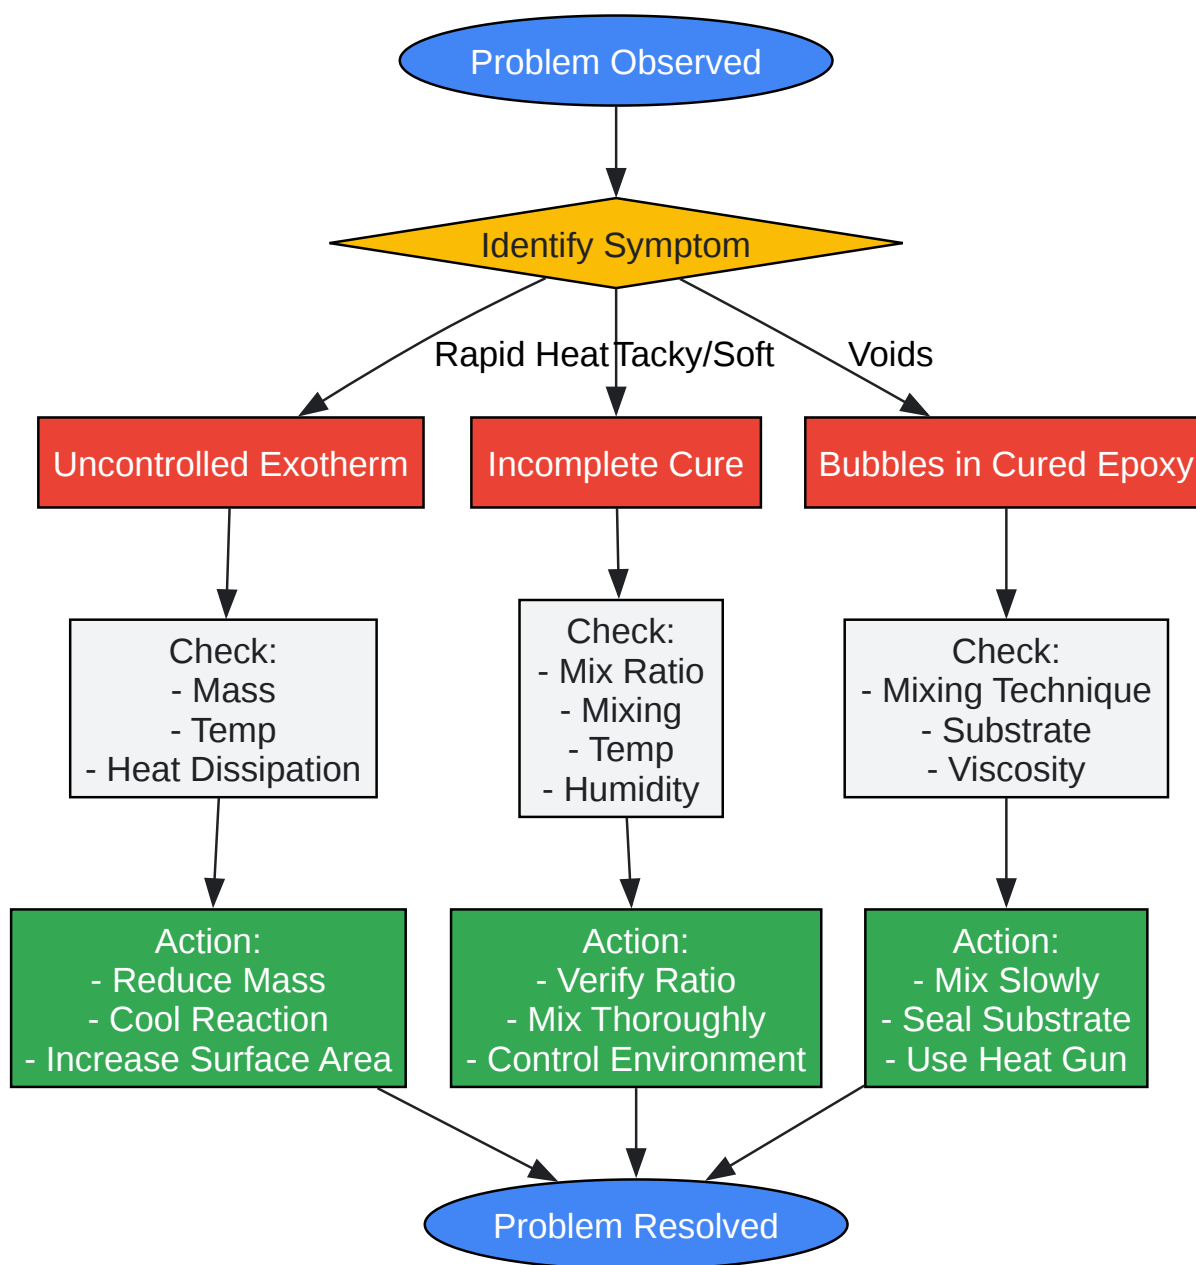 Problem Observed
Identify Symptom
Rapid Heat
Tacky/Soft
Voids
Uncontrolled Exotherm
Incomplete Cure
Bubbles in Cured Epoxy
Check:
- Mass
- Temp
- Heat Dissipation
Check:
- Mix Ratio
- Mixing
- Temp
- Humidity
Check:
- Mixing Technique
- Substrate
- Viscosity
Action:
- Reduce Mass
- Cool Reaction
- Increase Surface Area
Action:
- Verify Ratio
- Mix Thoroughly
- Control Environment
Action:
- Mix Slowly
- Seal Substrate
- Use Heat Gun
Problem Resolved